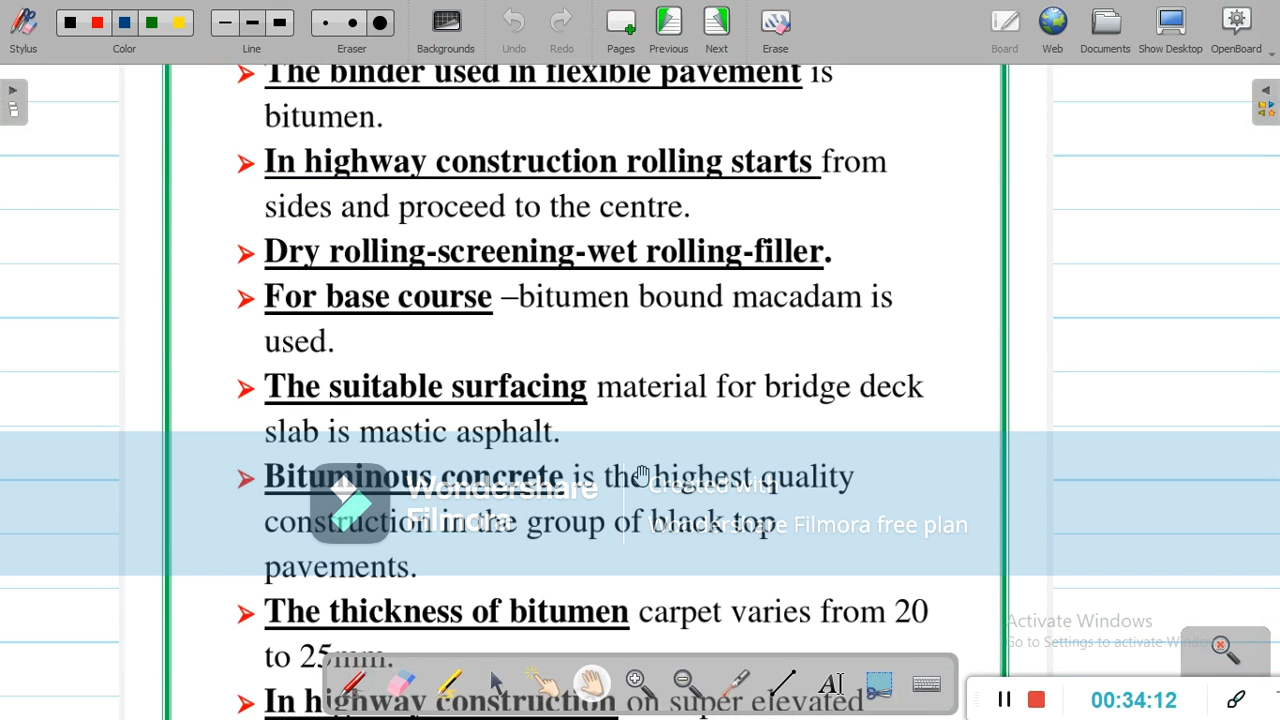 Stylus
Color
Line
Eraser
Backgrounds
Undo
Redo
Pages
Previous
Next
Erase
Board
Web
Documents
Show Desktop
OpenBoard
➢ The binder used in flexible pavement is
bitumen.
➢ In highway construction rolling starts from
sides and proceed to the centre.
➢ Dry rolling-screening-wet rolling-filler.
➢ For base course –bitumen bound macadam is
used.
➢ The suitable surfacing material for bridge deck
slab is mastic asphalt.
➢ Bituminous concrete is the highest quality
construction in the group of black top
pavements.
Wondershare
Filmora
Created with
Wondershare Filmora free plan
➢ The thickness of bitumen carpet varies from 20
to 25mm.
➢ In highway construction on super elevated
Activate Windows
Go to Settings to activate Windows.
00:34:12